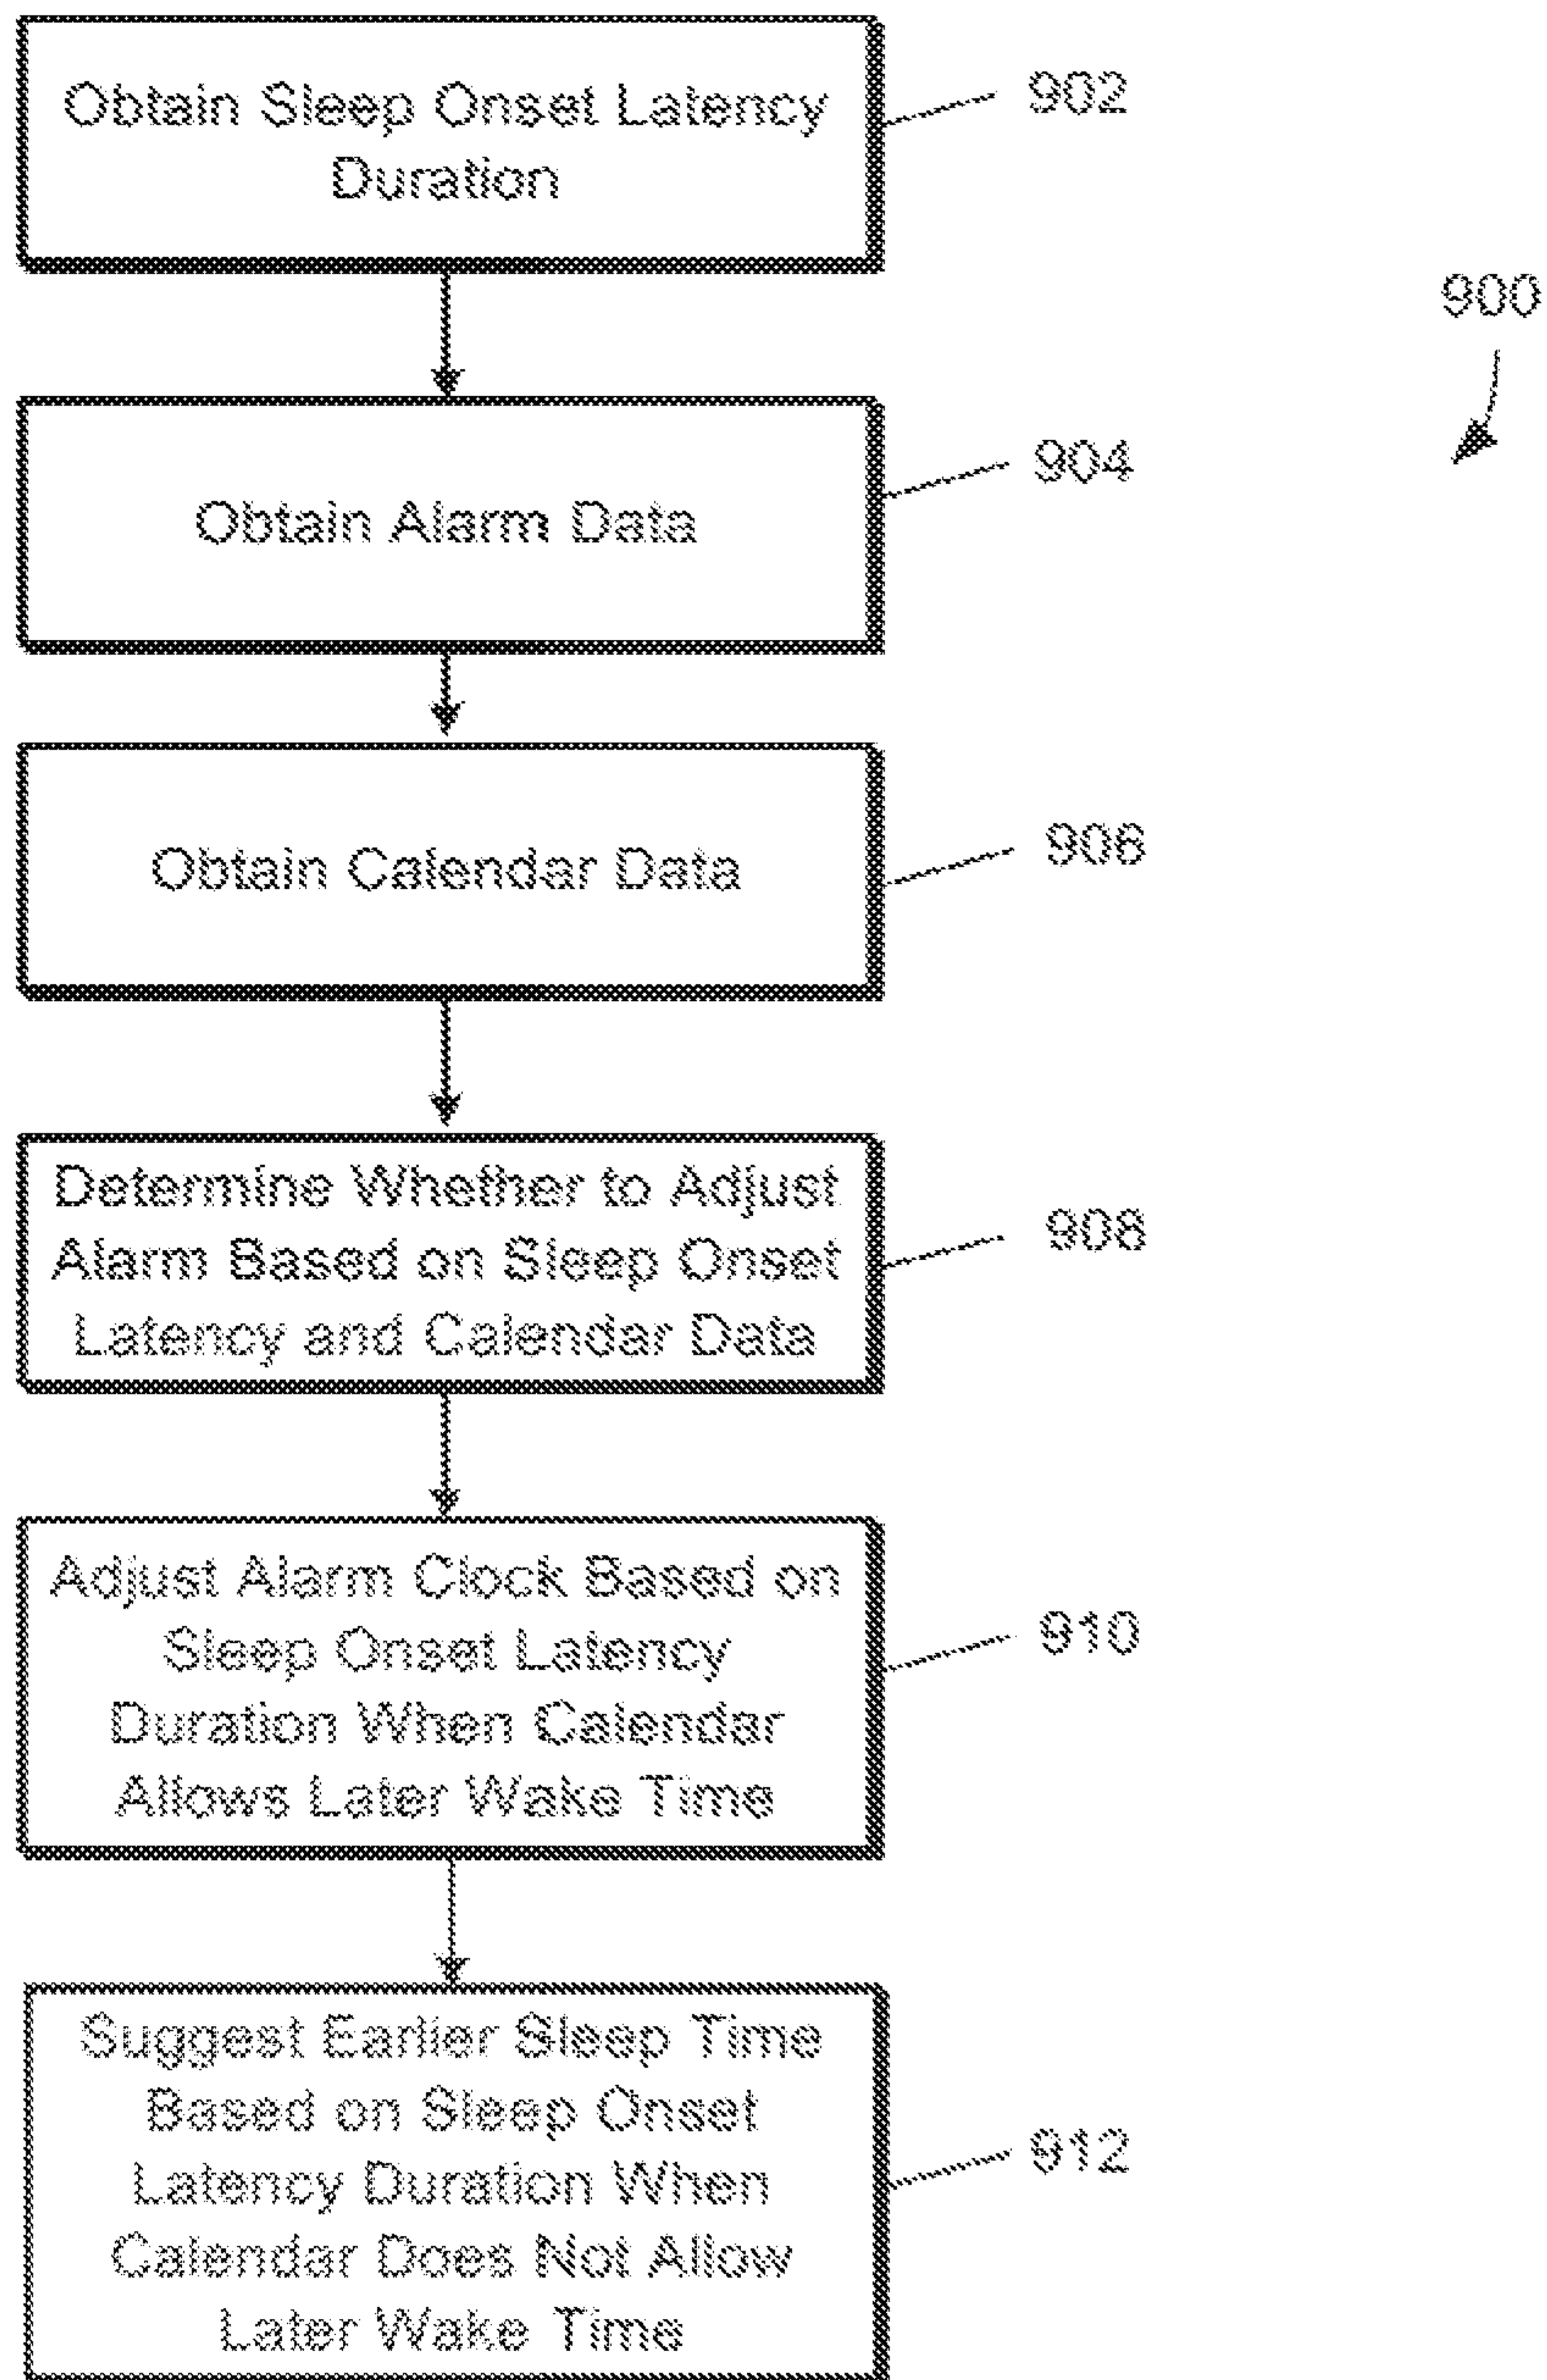 Obtain Sleep Onset Latency
Duration
902
900
Obtain Alarm Data
904
Obtain Calendar Data
906
Determine Whether to Adjust
Alarm Based on Sleep Onset
Latency and Calendar Data
908
Adjust Alarm Clock Based on
Sleep Onset Latency
Duration When Calendar
Allows Later Wake Time
910
Suggest Earlier Sleep Time
Based on Sleep Onset
Latency Duration When
Calendar Does Not Allow
Later Wake Time
912